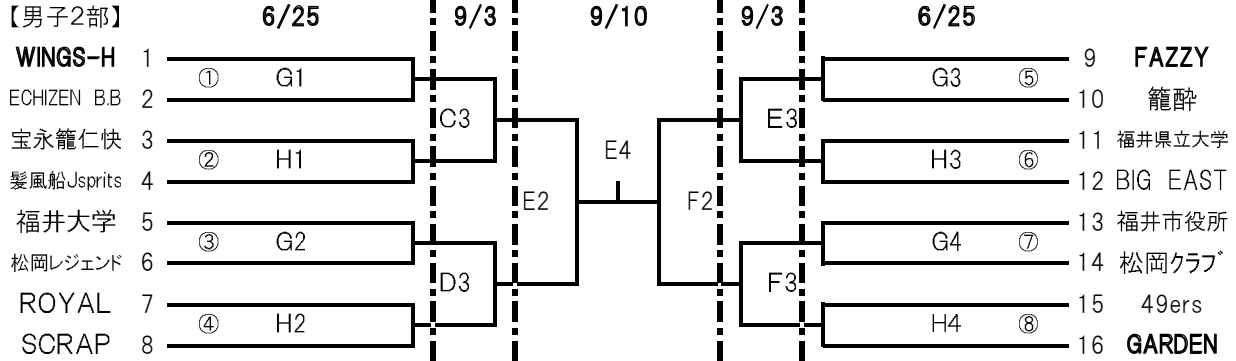 【男子2部】 6/25 9/3 9/10 9/3 6/25
WINGS-H 1 9 FAZZY
① G1 G3 ⑤
ECHIZEN B.B 2 10 籠酔
C3 E3
宝永籠仁快 3 11 福井県立大学
② H1 E4 H3 ⑥
髪風船Jsprits 4 12 BIG EAST
E2 F2
福井大学 5 13 福井市役所
③ G2 G4 ⑦
松岡レジェンド 6 14 松岡クラブ
D3 F3
ROYAL 7 15 49ers
④ H2 H4 ⑧
SCRAP 8 16 GARDEN